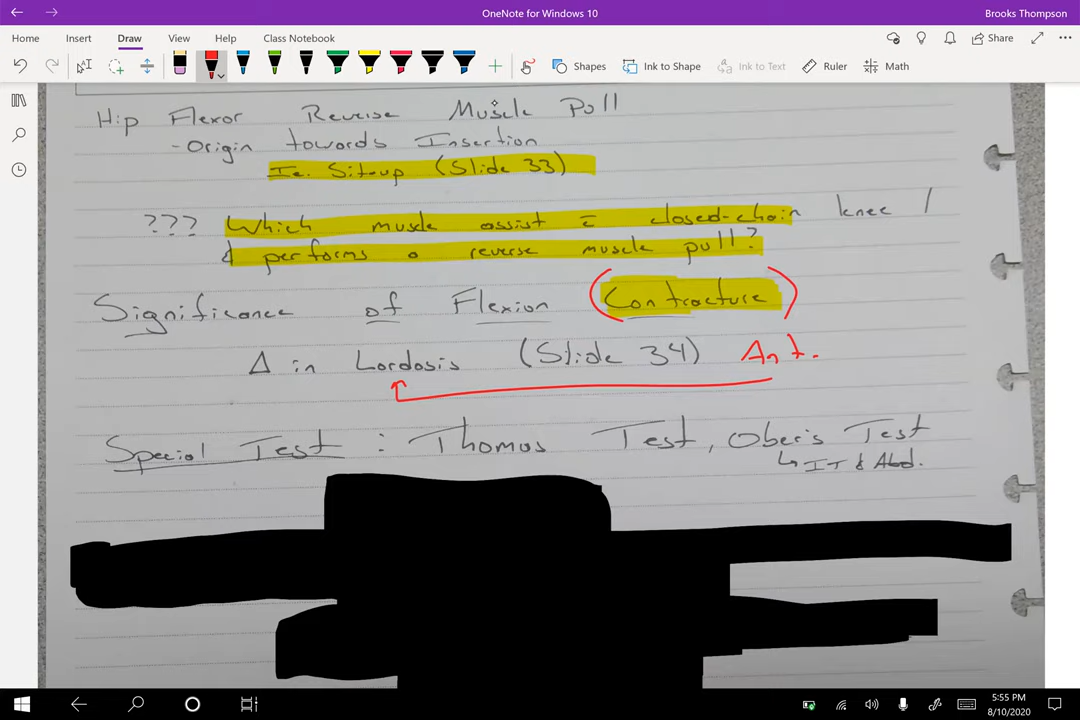 OneNote for Windows 10
Brooks Thompson
Home Insert Draw View Help Class Notebook
Share
Shapes Ink to Shape Ink to Text Ruler Math
Hip Flexor Reverse Muscle Pull
-Origin towards Insertion
Ie. Sit-up (Slide 33)
??? Which muscle assist c̄ closed-chain knee /
& performs a reverse muscle pull?
Significance of Flexion (Contracture)
Δ in Lordosis (Slide 34) Ant.
Special Test : Thomas Test, Ober's Test
↳ IT & Abd.
5:55 PM
8/10/2020